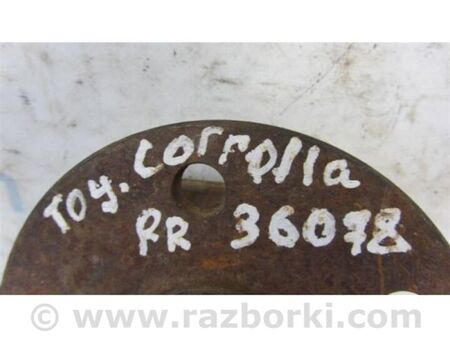 Toy. Corrolla
RR 36078
© www.razborki.com